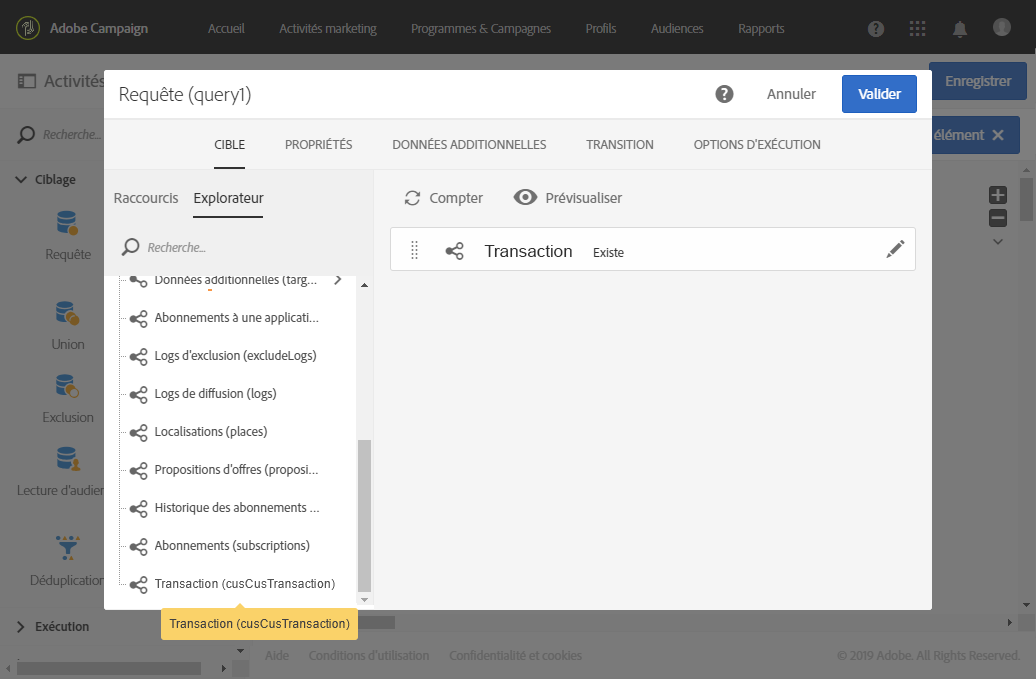 Adobe Campaign
Accueil
Activités marketing
Programmes & Campagnes
Profils
Audiences
Rapports
Activités
Enregistrer
Requête (query1)
Annuler
Valider
Recherche...
élément
CIBLE
PROPRIÉTÉS
DONNÉES ADDITIONNELLES
TRANSITION
OPTIONS D'EXÉCUTION
Ciblage
Raccourcis
Explorateur
Compter
Prévisualiser
Requête
Recherche...
Transaction
Existe
Données additionnelles (targ...
Abonnements à une applicati...
Union
Logs d'exclusion (excludeLogs)
Logs de diffusion (logs)
Exclusion
Localisations (places)
Propositions d'offres (proposi...
Lecture d'audien
Historique des abonnements ...
Abonnements (subscriptions)
Déduplication
Transaction (cusCusTransaction)
Exécution
Transaction (cusCusTransaction)
Aide
Conditions d'utilisation
Confidentialité et cookies
© 2019 Adobe. All Rights Reserved.